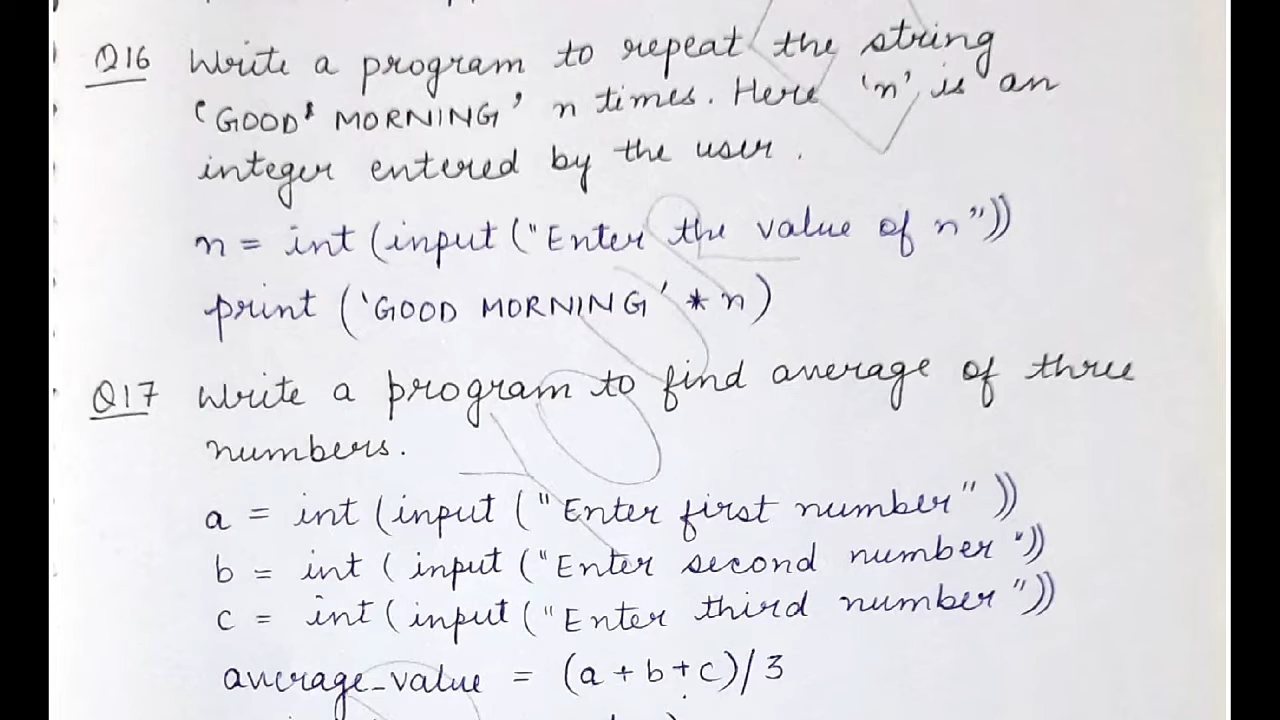 Q16 Write a program to repeat the string
'GOOD' MORNING' n times. Here 'n' is an
integer entered by the user.
n = int (input ("Enter the value of n"))
print ('GOOD MORNING' * n)
Q17 Write a program to find average of three
numbers.
a = int (input ("Enter first number"))
b = int ( input ("Enter second number"))
c = int ( input ("Enter third number"))
average_value = (a + b + c) / 3